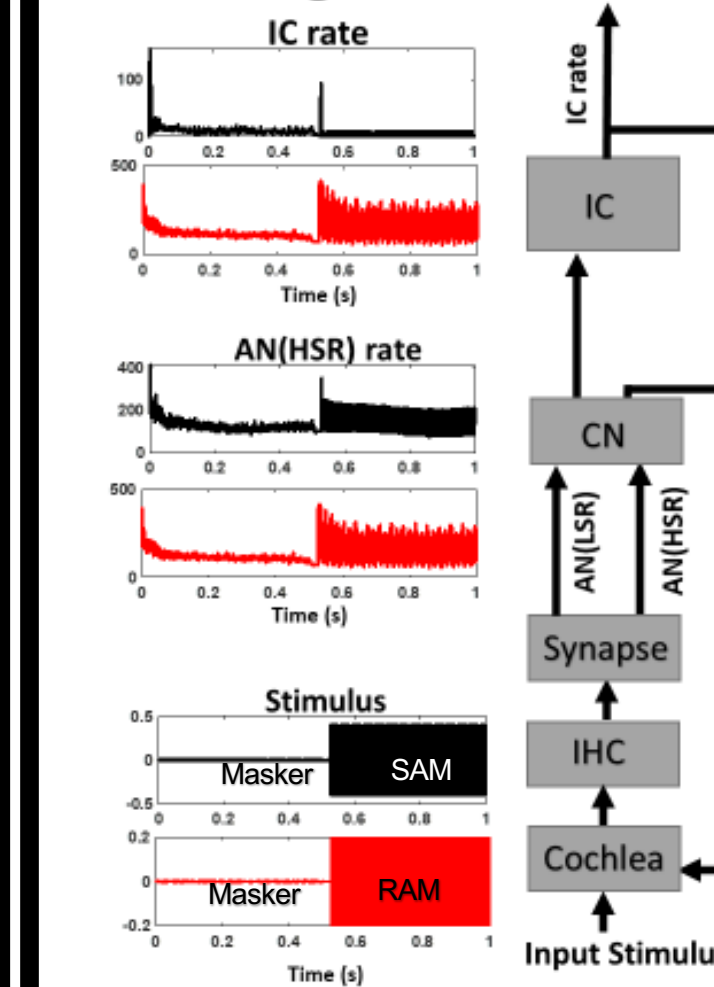 IC rate
100
0
0 0.2 0.4 0.6 0.8 1
500
0
0 0.2 0.4 0.6 0.8 1
Time (s)
AN(HSR) rate
400
200
0
0 0.2 0.4 0.6 0.8 1
500
0
0 0.2 0.4 0.6 0.8 1
Time (s)
Stimulus
0.5
0
-0.5
Masker SAM
0 0.2 0.4 0.6 0.8 1
0.2
0
-0.2
Masker RAM
0 0.2 0.4 0.6 0.8 1
Time (s)
IC rate
IC
CN
AN(LSR)
AN(HSR)
Synapse
IHC
Cochlea
Input Stimulu